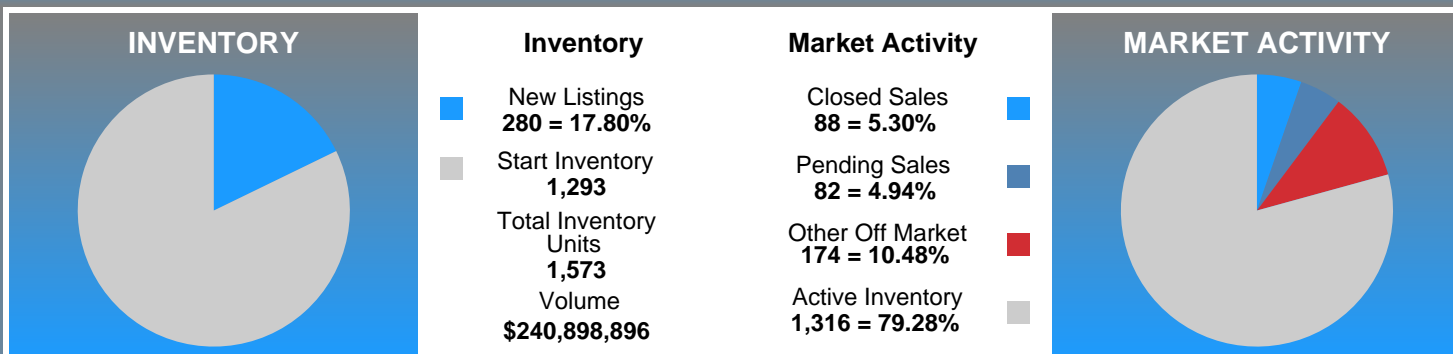 INVENTORY
Inventory
New Listings
280 = 17.80%
Start Inventory
1,293
Total Inventory
Units
1,573
Volume
$240,898,896
Market Activity
Closed Sales
88 = 5.30%
Pending Sales
82 = 4.94%
Other Off Market
174 = 10.48%
Active Inventory
1,316 = 79.28%
MARKET ACTIVITY